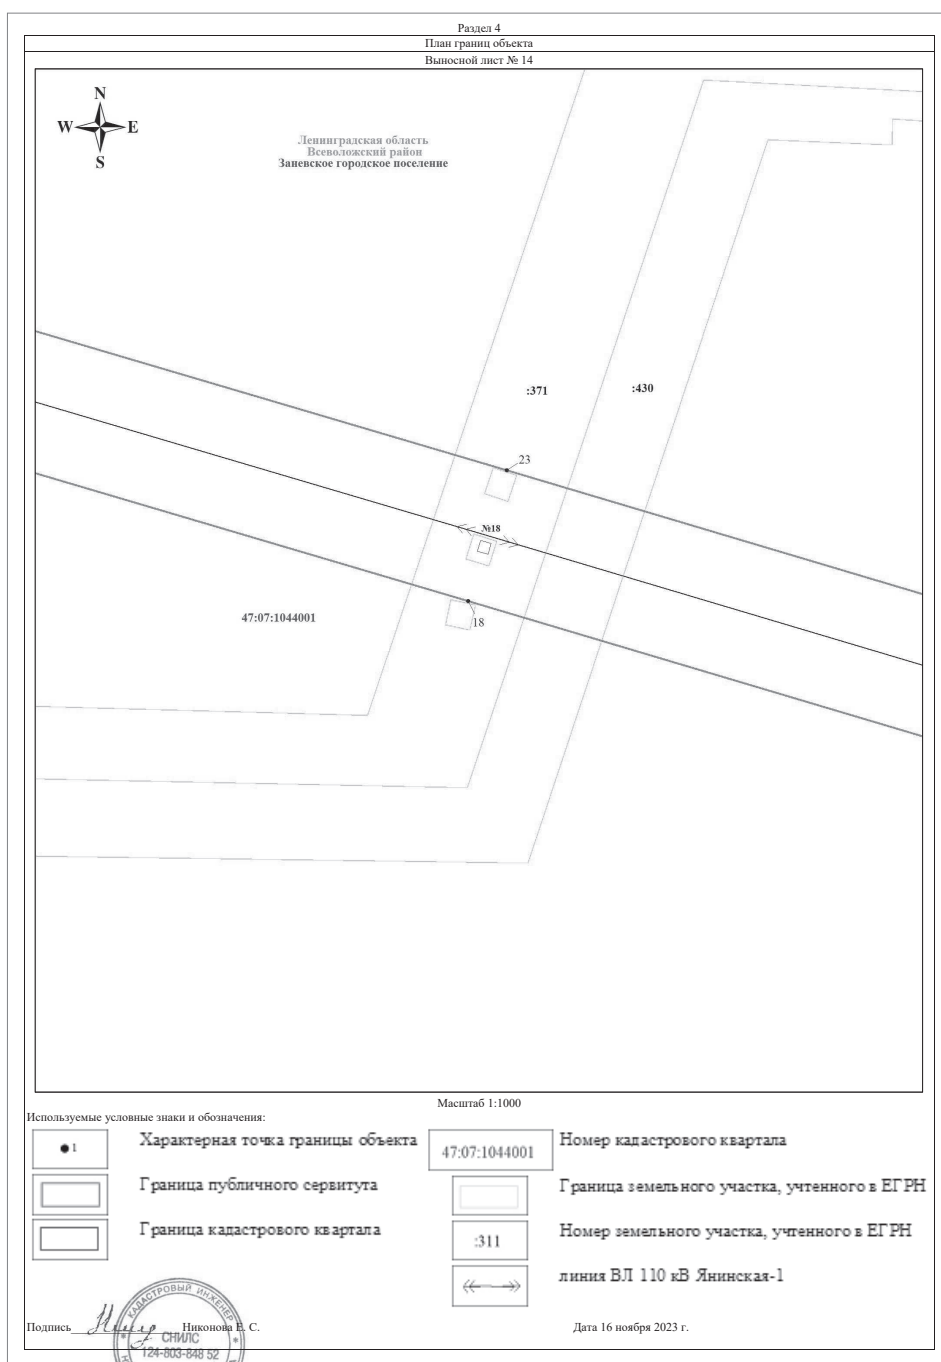 Раздел 4
План границ объекта
Выносной лист № 14
N
W E
S
Ленинградская область
Всеволожский район
Заневское городское поселение
:371
:430
23
№18
18
47:07:1044001
Масштаб 1:1000
Используемые условные знаки и обозначения:
1
Характерная точка границы объекта
47:07:1044001
Номер кадастрового квартала
Граница публичного сервитута
Граница земельного участка, учтенного в ЕГРН
Граница кадастрового квартала
:311
Номер земельного участка, учтенного в ЕГРН
линия ВЛ 110 кВ Янинская-1
КАДАСТРОВЫЙ ИНЖЕНЕР
Подпись Никонова Е. С.
Дата 16 ноября 2023 г.
СНИЛС
124-803-848 52